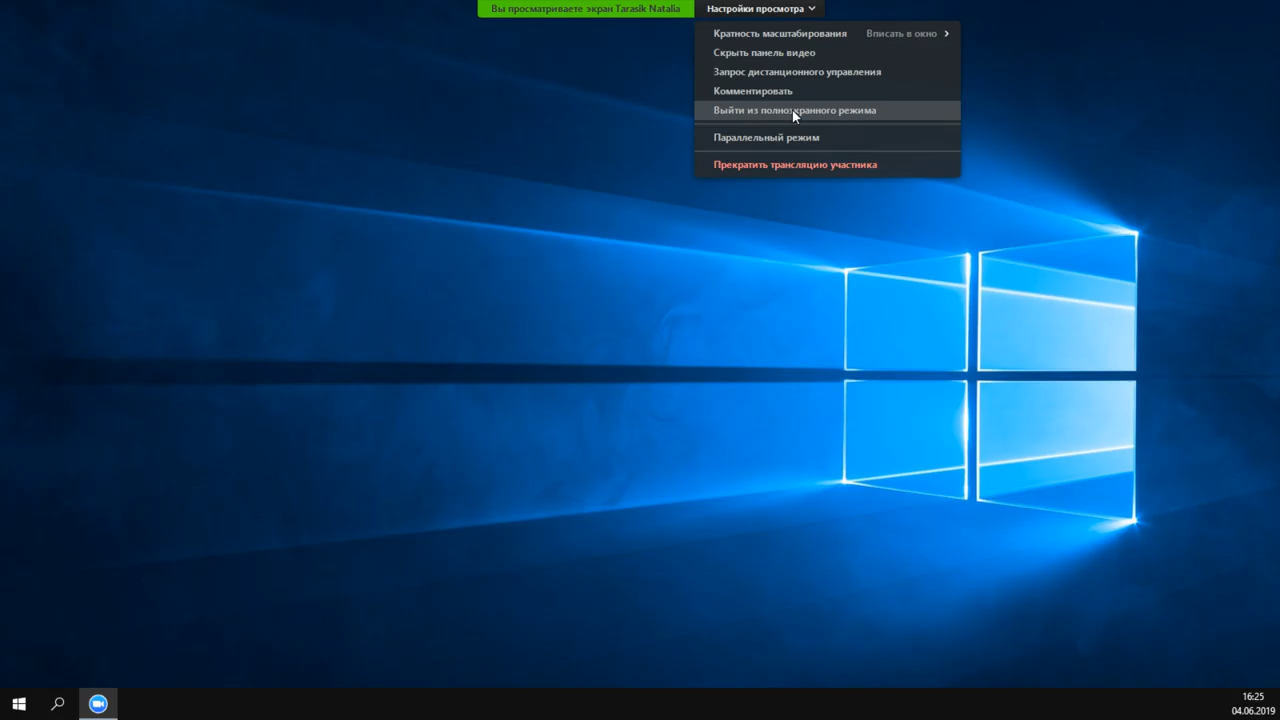 Вы просматриваете экран Tarasik Natalia
Настройки просмотра
Кратность масштабирования Вписать в окно
Скрыть панель видео
Запрос дистанционного управления
Комментировать
Выйти из полноэкранного режима
Параллельный режим
Прекратить трансляцию участника
16:25
04.06.2019